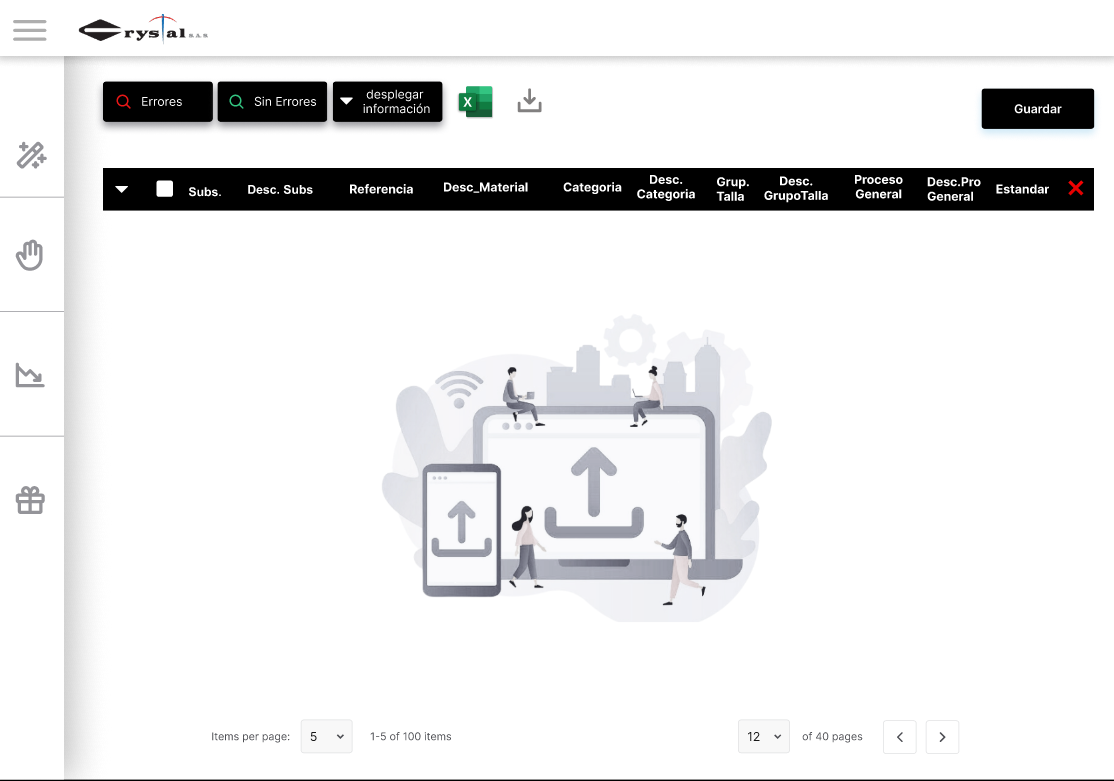 Crystal S.A.S
Errores
Sin Errores
desplegar
información
X
Guardar
Subs.
Desc. Subs
Referencia
Desc_Material
Categoria
Desc.
Categoria
Grup.
Talla
Desc.
GrupoTalla
Proceso
General
Desc.Pro
General
Estandar
Items per page:
5
1-5 of 100 items
12
of 40 pages